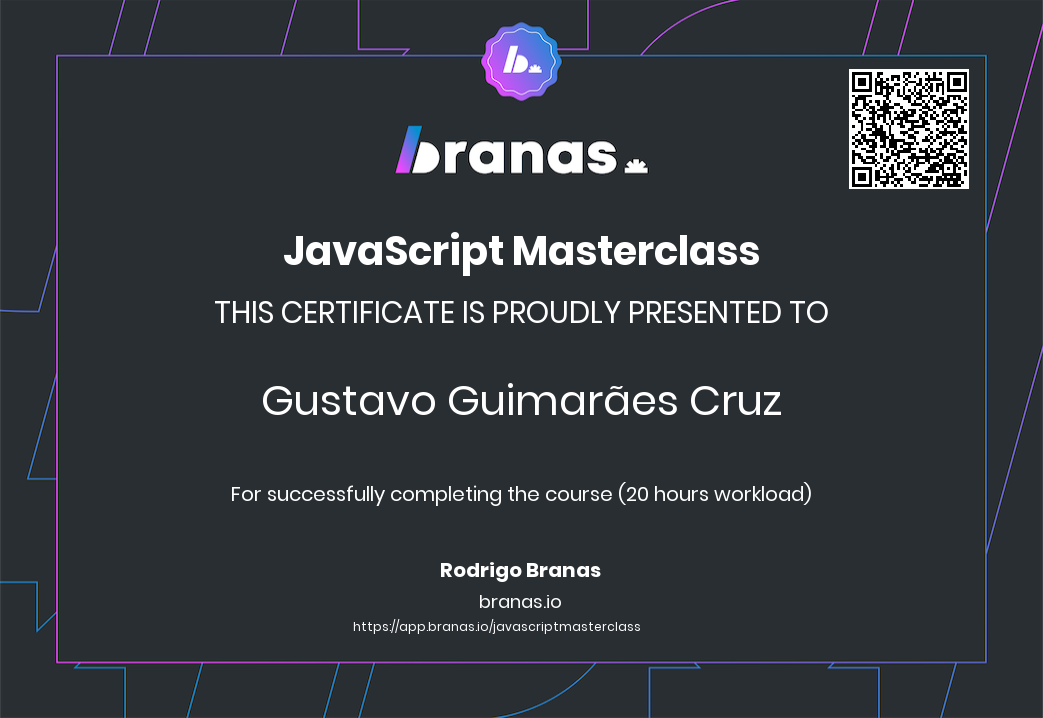 b.
branas.
JavaScript Masterclass
THIS CERTIFICATE IS PROUDLY PRESENTED TO
Gustavo Guimarães Cruz
For successfully completing the course (20 hours workload)
Rodrigo Branas
branas.io
https://app.branas.io/javascriptmasterclass